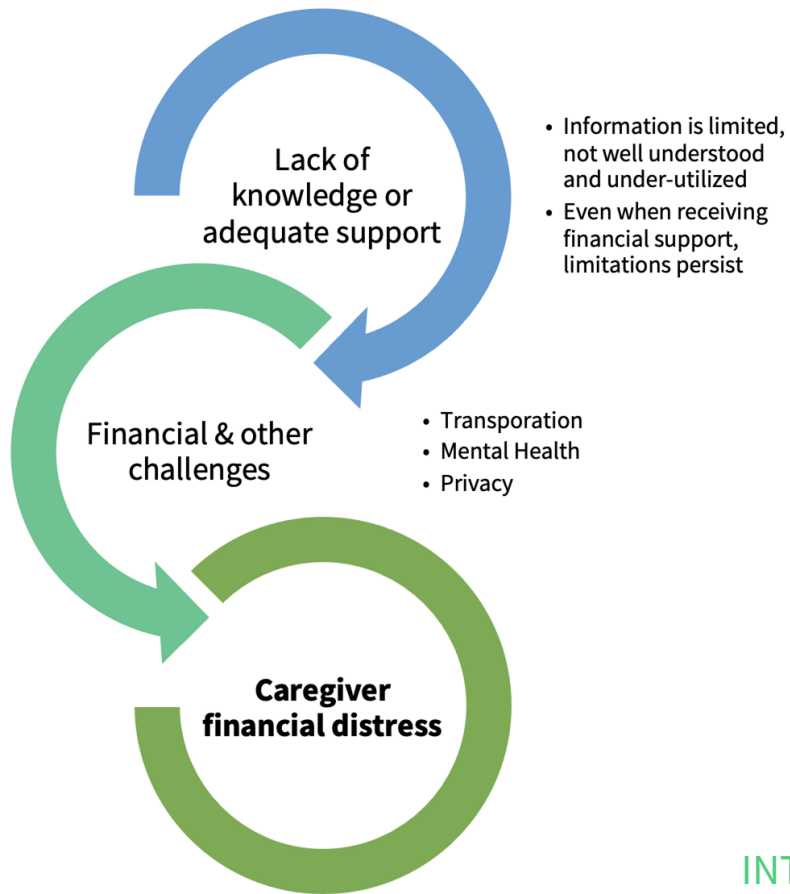 Lack of
knowledge or
adequate support
• Information is limited,
not well understood
and under-utilized
• Even when receiving
financial support,
limitations persist
Financial & other
challenges
• Transporation
• Mental Health
• Privacy
Caregiver
financial distress
INT